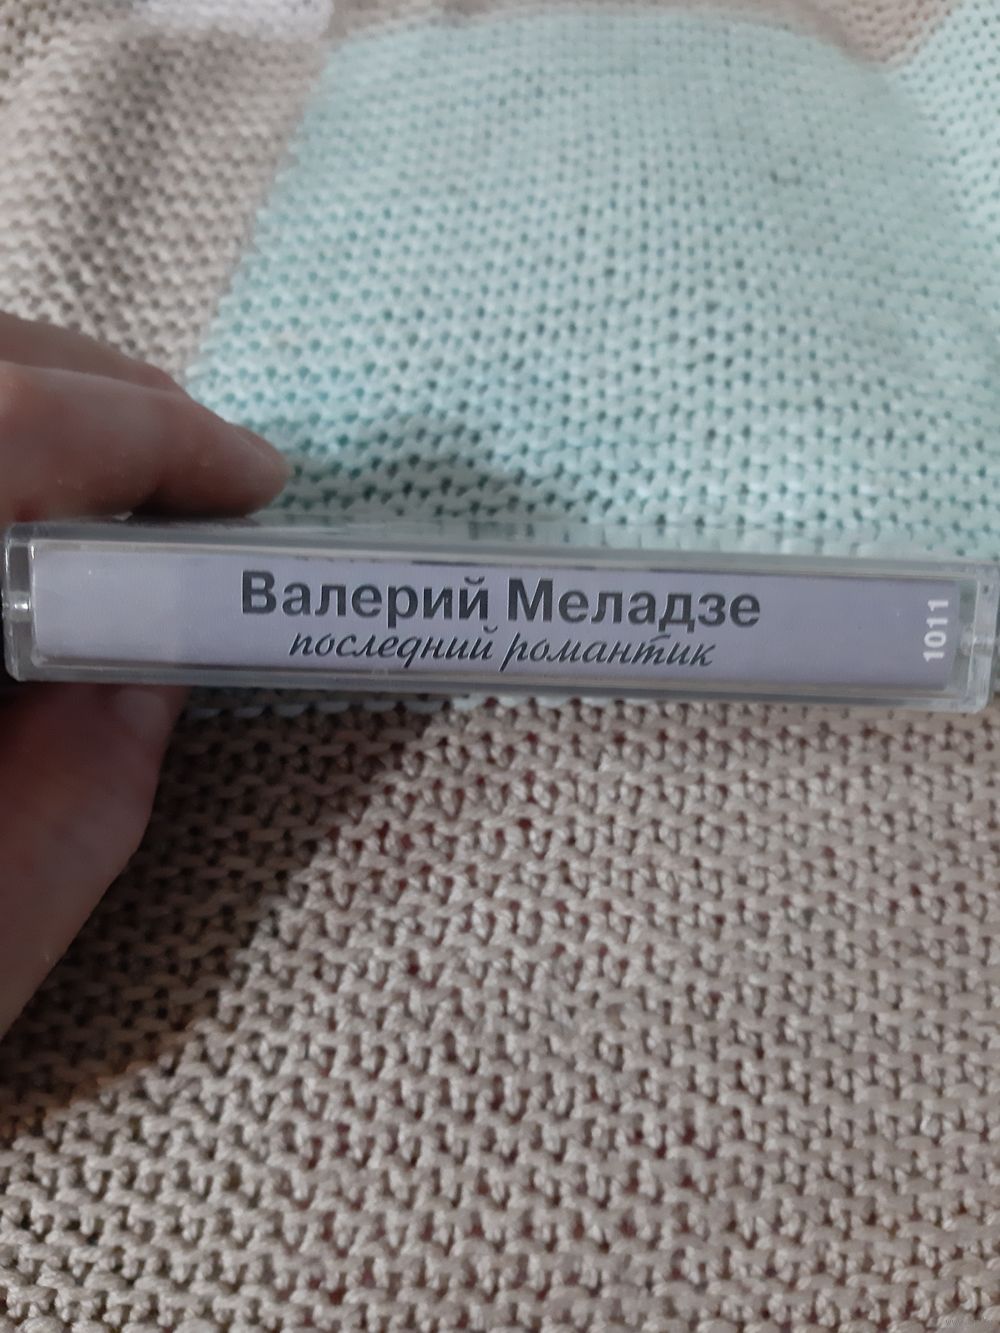 Валерий Меладзе
последний романтик
1011